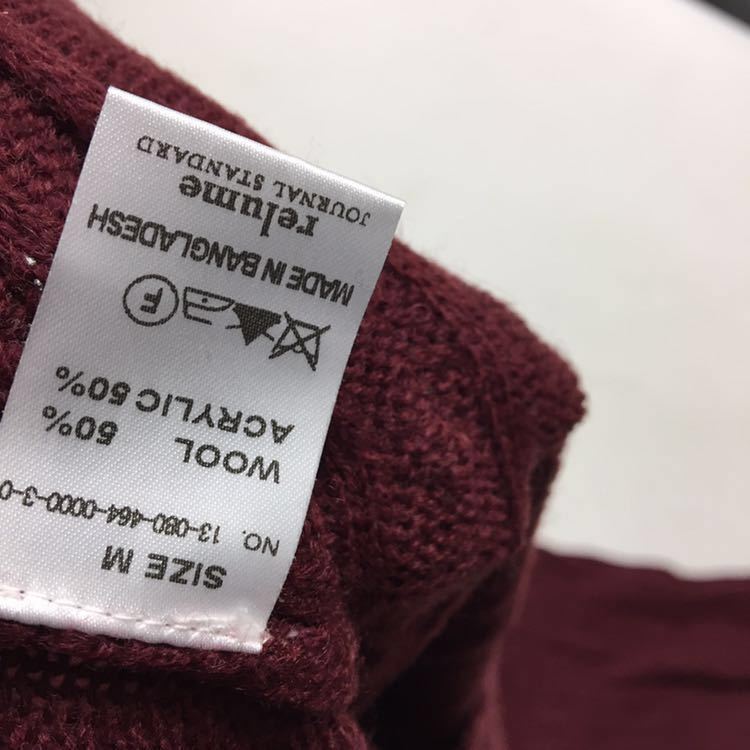 SIZE M
NO. 13-080-464-0000-3-0
WOOL 50%
ACRYLIC 50%
F
MADE IN BANGLADESH
relume
JOURNAL STANDARD